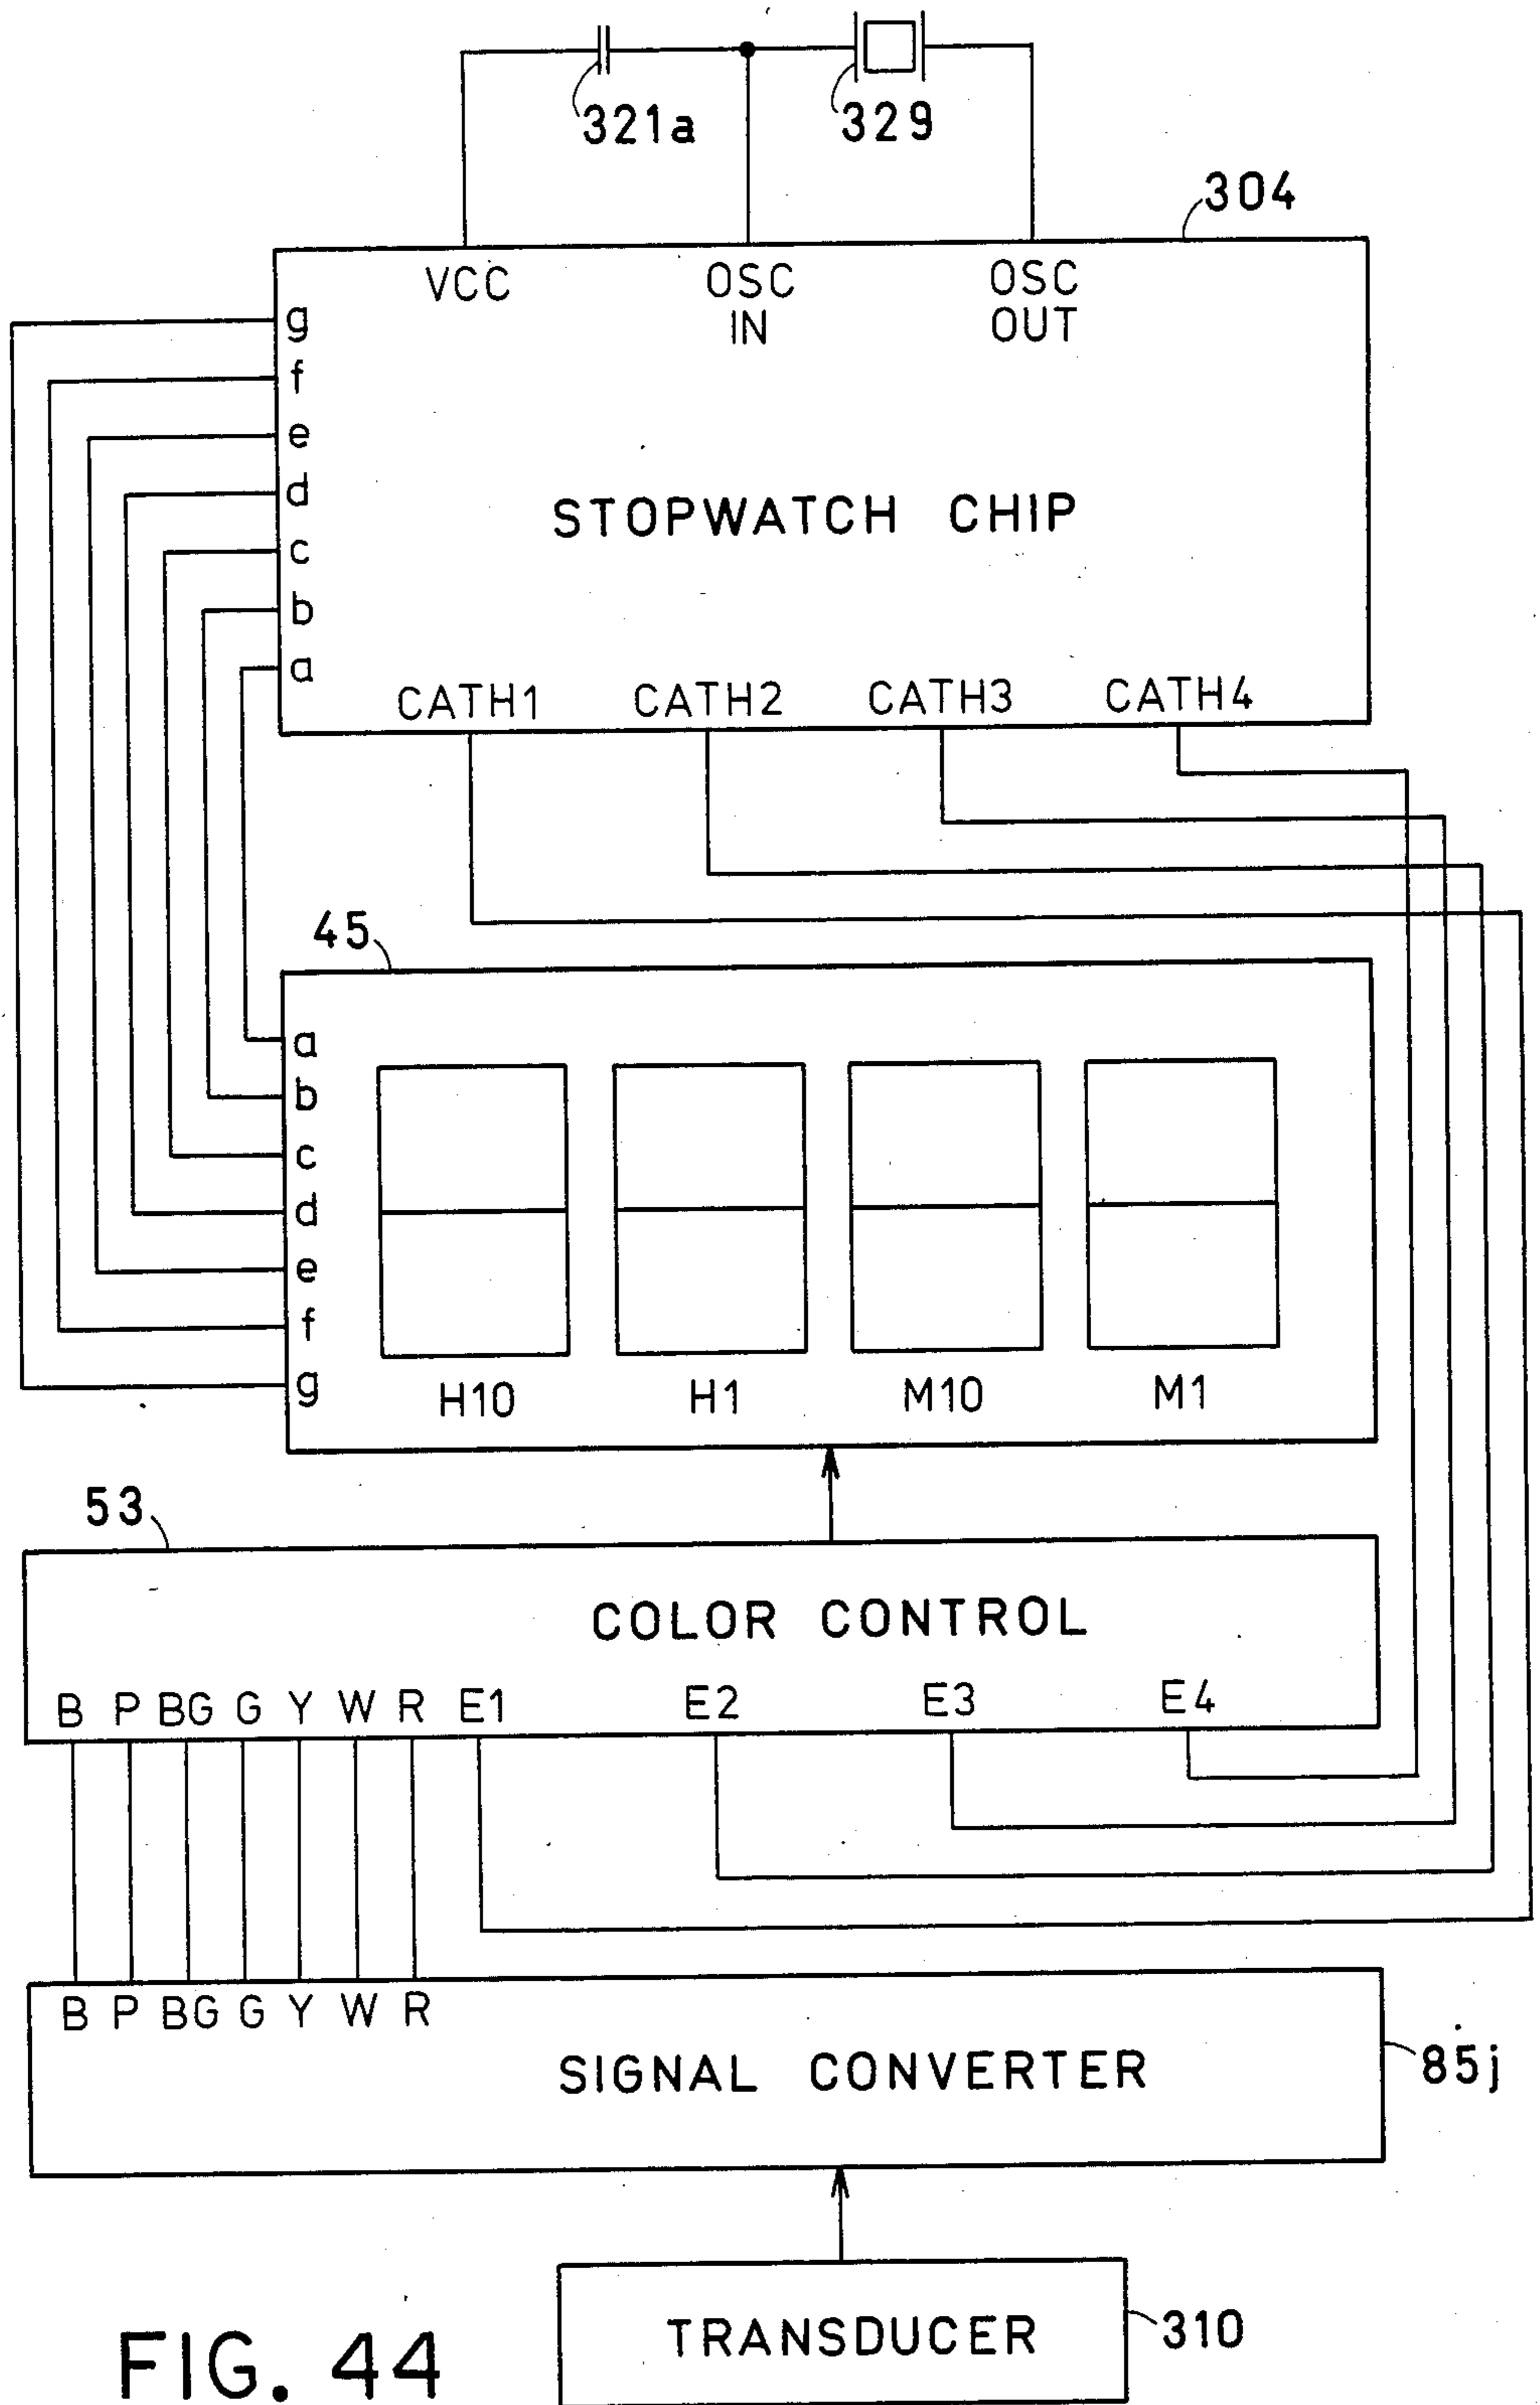 321a
329
304
VCC
OSC
IN
OSC
OUT
g
f
e
d
c
b
a
STOPWATCH CHIP
CATH1 CATH2 CATH3 CATH4
45
a
b
c
d
e
f
g
H10 H1 M10 M1
53
COLOR CONTROL
B P BG G Y W R E1 E2 E3 E4
B P BG G Y W R
SIGNAL CONVERTER
85j
TRANSDUCER
310
FIG. 44